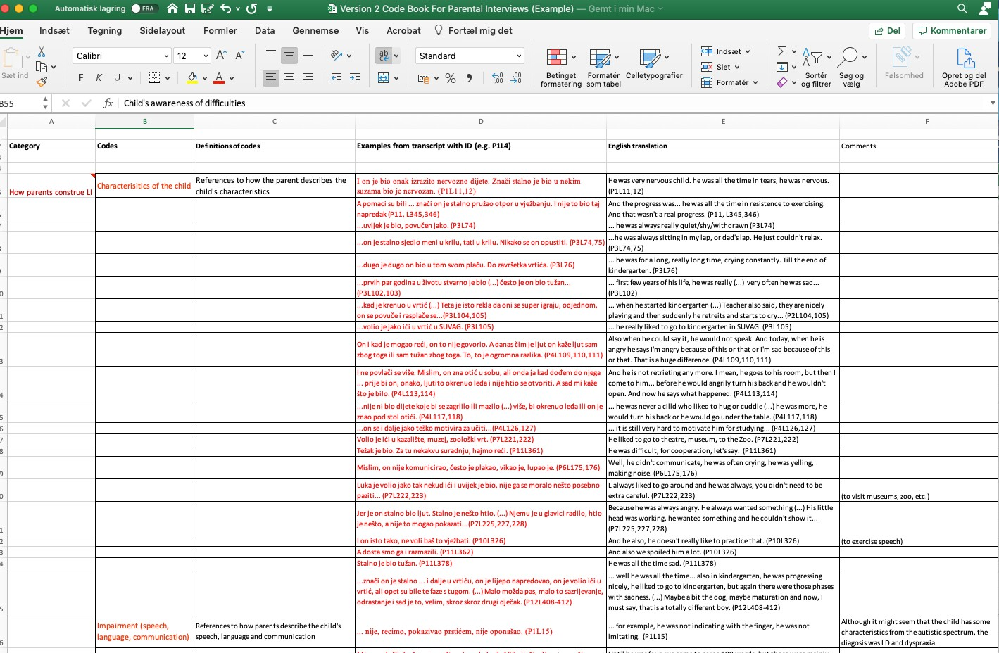 Automatisk lagring FRA Version 2 Code Book For Parental Interviews (Example) — Gemt i min Mac
Hjem Indsæt Tegning Sidelayout Formler Data Gennemse Vis Acrobat Fortæl mig det Del Kommentarer
Sæt ind Calibri 12 Standard Betinget formatering Formatér som tabel Celletypografier Indsæt Slet Formatér Sortér og filtrer Søg og vælg Følsomhed Opret og del Adobe PDF
F K U A
B55 fx Child's awareness of difficulties
A B C D E F
Category Codes Definitions of codes Examples from transcript with ID (e.g. P1L4) English translation Comments
How parents construe LI
Characterisitics of the child
References to how the parent describes the
child's characteristics
I on je bio onak izrazito nervozno dijete. Znači stalno je bio u nekim
suzama bio je nervozan. (P1L11,12)
He was very nervous child. he was all the time in tears, he was nervous.
(P1L11,12)
A pomaci su bili ... znači on je stalno pružao otpor u vježbanju. I nije to bio taj
napredak (P11, L345,346)
And the progress was... he was all the time in resistence to exercising.
And that wasn't a real progress. (P11, L345,346)
...uvijek je bio, povučen jako. (P3L74)
... he was always really quiet/shy/withdrawn (P3L74)
...on je stalno sjedio meni u krilu, tati u krilu. Nikako se on opustiti. (P3L74,75)
...he was always sitting in my lap, or dad's lap. He just couldn't relax.
(P3L74,75)
...dugo je dugo on bio u tom svom plaču. Do završetka vrtića. (P3L76)
... he was for a long, really long time, crying constantly. Till the end of
kindergarten. (P3L76)
...prvih par godina u životu stvarno je bio (...) često je on bio tužan...
(P3L102,103)
... first few years of his life, he was really (...) very often he was sad...
(P3L102)
...kad je krenuo u vrtić (...) Teta je isto rekla da oni se super igraju, odjednom,
on se povuče i rasplače se...(P3L104,105)
... when he started kindergarten (...) Teacher also said, they are nicely
playing and then suddenly he retreits and starts to cry... (P2L104,105)
...volio je jako ići u vrtić u SUVAG. (P3L105)
... he really liked to go to kindergarten in SUVAG. (P3L105)
On i kad je mogao reći, on to nije govorio. A danas čim je ljut on kaže ljut sam
zbog toga ili sam tužan zbog toga. To, to je ogromna razlika. (P4L109,110,111)
Also when he could say it, he would not speak. And today, when he is
angry he says I'm angry because of this or that or I'm sad because of this
or that. That is a huge difference. (P4L109,110,111)
I ne povlači se više. Mislim, on zna otić u sobu, ali onda ja kad dođem do njega
... prije bi on, onako, ljutito okrenuo leđa i nije htio se otvoriti. A sad mi kaže
što je bilo. (P4L113,114)
And he is not retrieting any more. I mean, he goes to his room, but then I
come to him... before he would angrily turn his back and he wouldn't
open. And now he says what happened. (P4L113,114)
...nije ni bio dijete koje bi se zagrlilo ili mazilo (...) više, bi okrenuo leđa ili on je
znao pod stol otići. (P4L117,118)
... he was never a cilld who liked to hug or cuddle (...) he was more, he
would turn his back or he would go under the table. (P4L117,118)
...on se i dalje jako teško motivira za učiti...(P4L126,127)
... it is still very hard to motivate him for studying... (P4L126,127)
Volio je ići u kazalište, muzej, zoološki vrt. (P7L221,222)
He liked to go to theatre, museum, to the Zoo. (P7L221,222)
Težak je bio. Za tu nekakvu suradnju, hajmo reći. (P11L361)
He was difficult, for cooperation, let's say. (P11L361)
Mislim, on nije komunicirao, često je plakao, vikao je, lupao je. (P6L175,176)
Well, he didn't communicate, he was often crying, he was yelling,
making noise. (P6L175,176)
Luka je volio jako tak nekud ići i uvijek je bio, nije ga se moralo nešto posebno
paziti... (P7L222,223)
L always liked to go around and he was always, you didn't need to be
extra careful. (P7L222,223)
(to visit museums, zoo, etc.)
Jer je on stalno bio ljut. Stalno je nešto htio. (...) Njemu je u glavici radilo, htio
je nešto, a nije to mogao pokazati...(P7L225,227,228)
Because he was always angry. He always wanted something (...) His little
head was working, he wanted something and he couldn't show it...
(P7L225,227,228)
I on isto tako, ne voli baš to vježbati. (P10L326)
And he also, he doesn't really like to practice that. (P10L326)
(to exercise speech)
A dosta smo ga i razmazili. (P11L362)
And also we spoiled him a lot. (P10L326)
Stalno je bio tužan. (P11L378)
He was all the time sad. (P11L378)
...znači on je stalno ... i dalje u vrtiću, on je lijepo napredovao, on je volio ići u
vrtić, ali opet su bile te faze s tugom. (...) Malo možda pas, malo to sazrijevanje,
odrastanje i sad je to, velim, skroz skroz drugi dječak. (P12L408-412)
... well he was all the time... also in kindergarten, he was progressing
nicely, he liked to go to kindergarten, but again there were those phases
with sadness. (...) Maybe a bit the dog, maybe maturation and now, I
must say, that is a totally different boy. (P12L408-412)
Impairment (speech,
language, communication)
References to how parents describe the child's
speech, language and communication
... nije, recimo, pokazivao prstićem, nije oponašao. (P1L15)
... for example, he was not indicating with the finger, he was not
imitating. (P1L15)
Although it might seem that the child has some
characteristics from the autistic spectrum, the
diagosis was LD and dyspraxia.